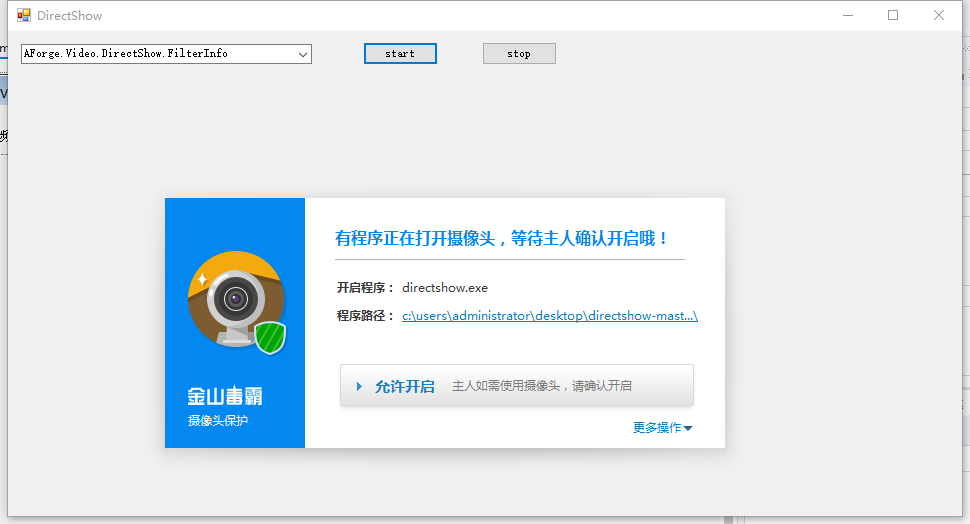 DirectShow
AForge.Video.DirectShow.FilterInfo
start
stop
有程序正在打开摄像头，等待主人确认开启哦！
开启程序： directshow.exe
程序路径： c:\users\administrator\desktop\directshow-mast...\
允许开启 主人如需使用摄像头，请确认开启
金山毒霸
摄像头保护
更多操作